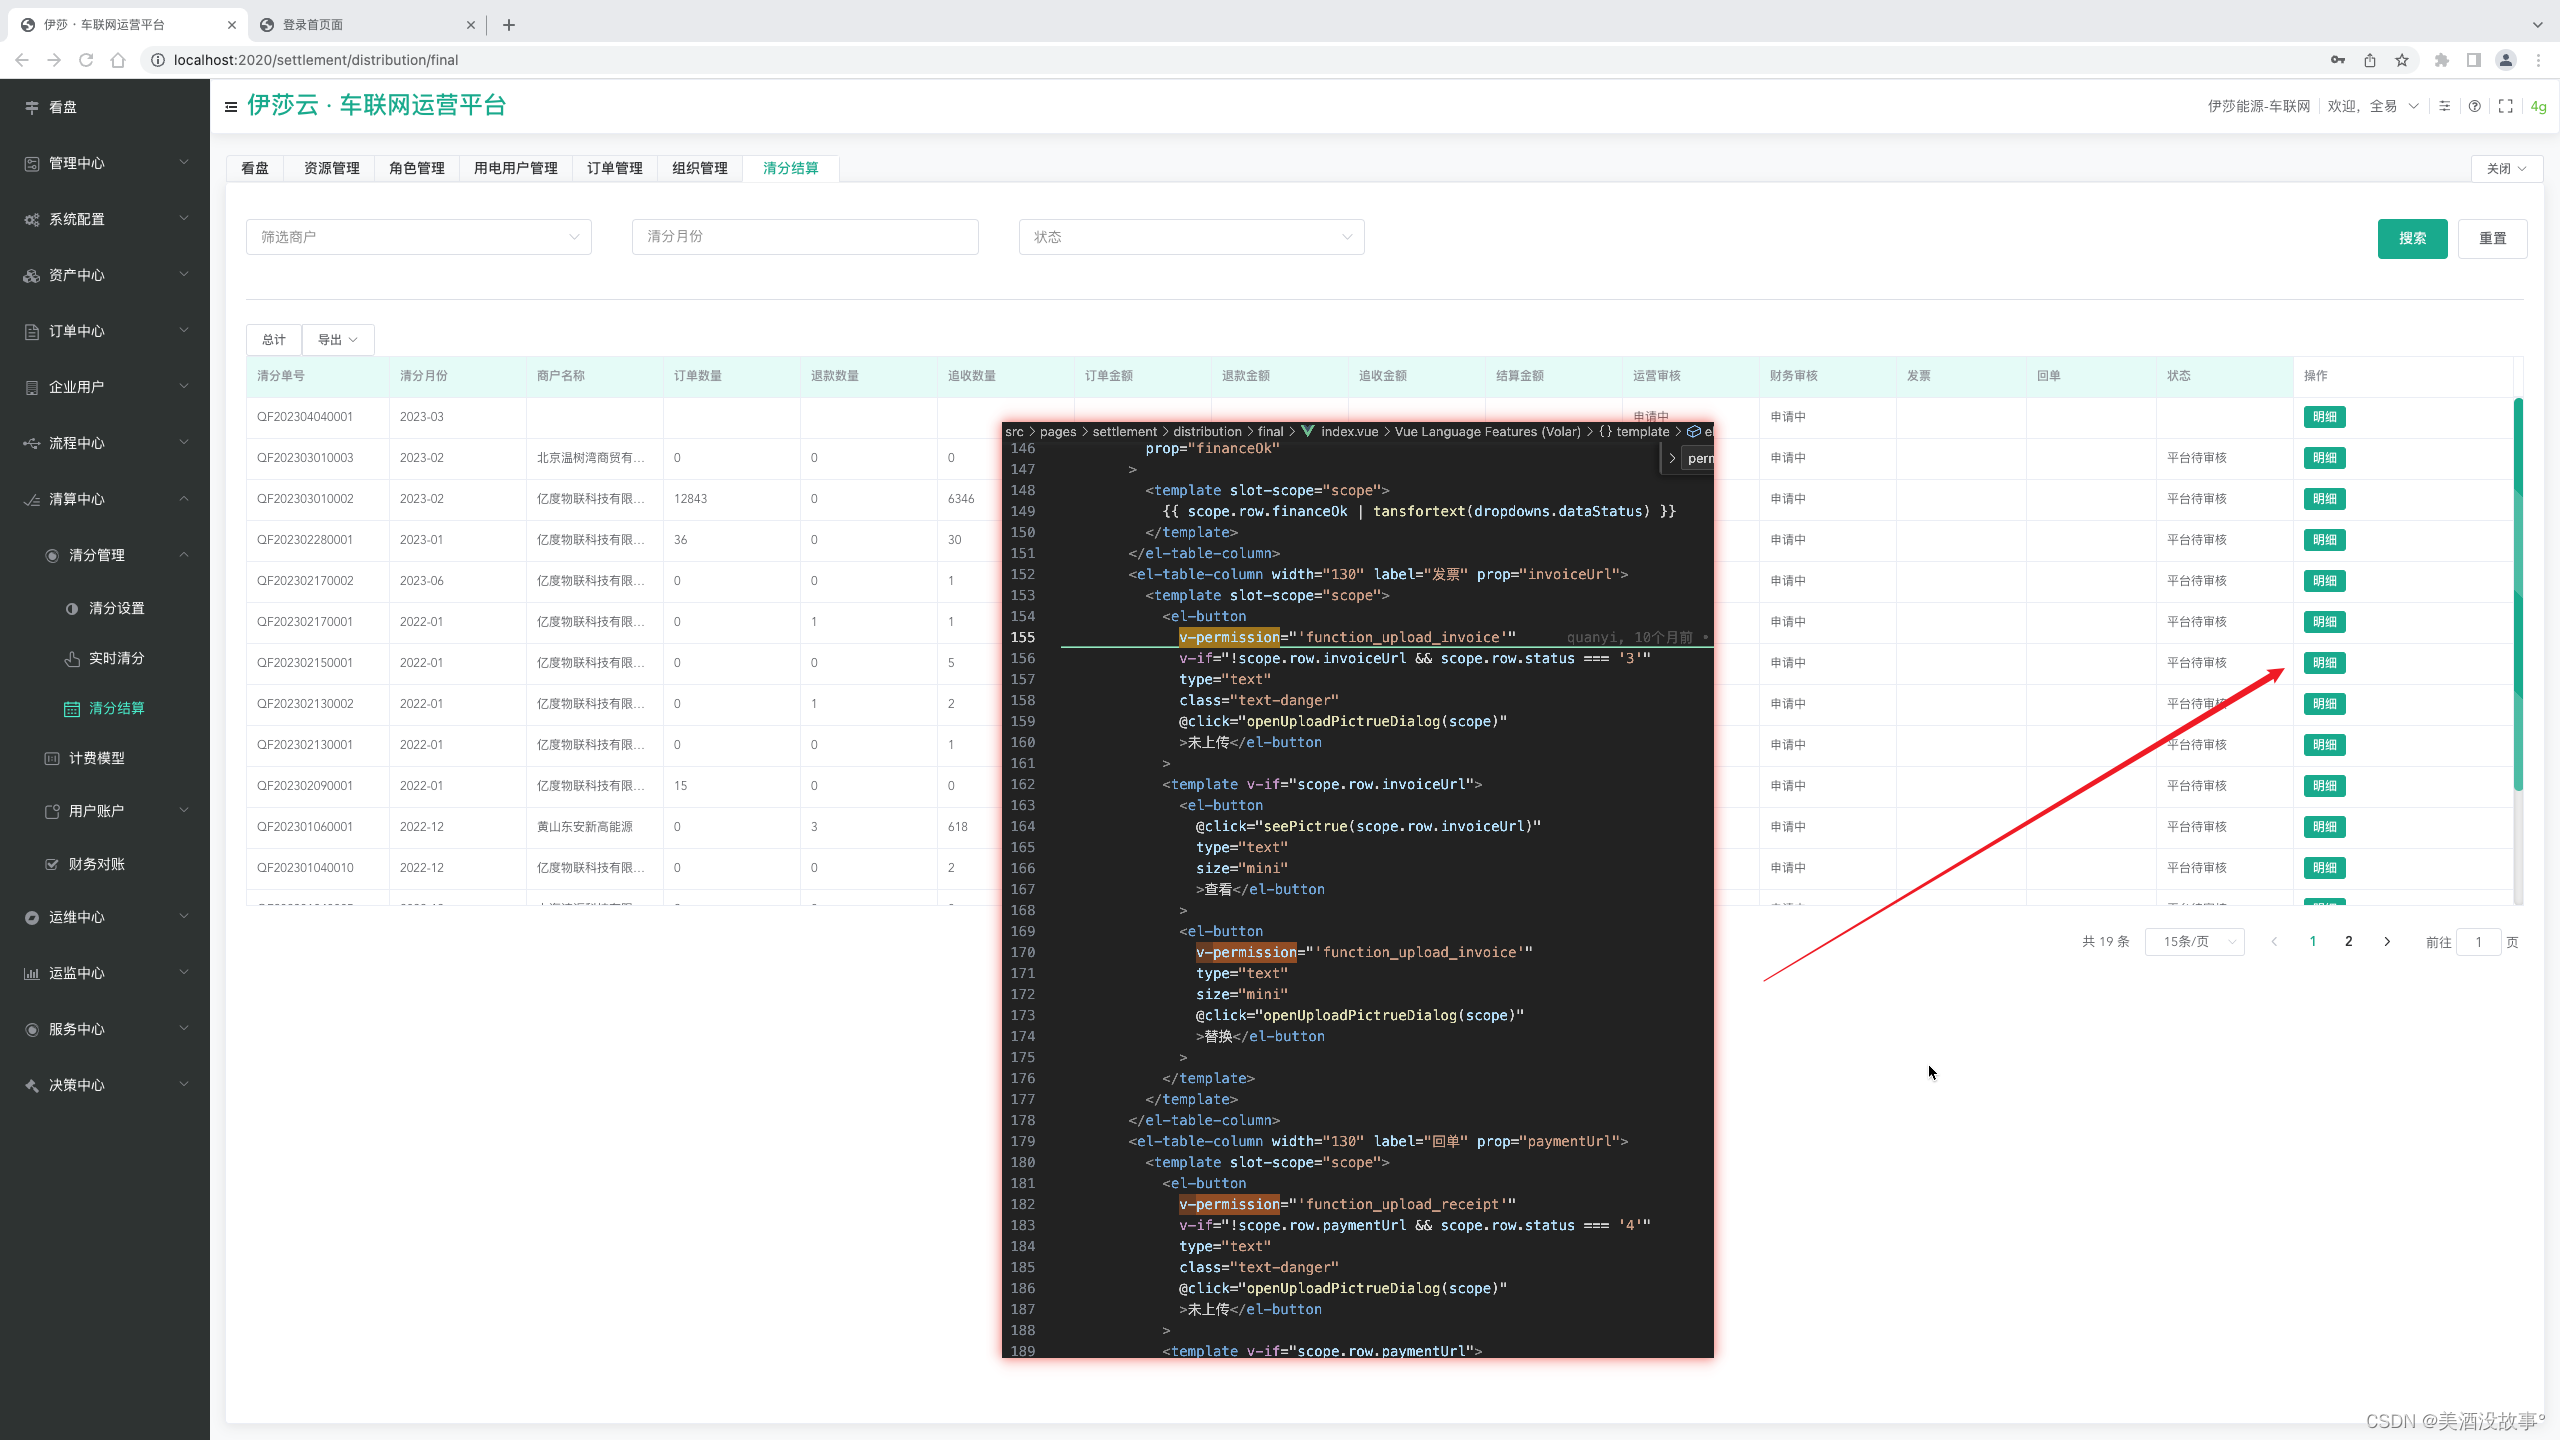 伊莎 · 车联网运营平台
登录首页面
localhost:2020/settlement/distribution/final
看盘
管理中心
系统配置
资产中心
订单中心
企业用户
流程中心
清算中心
清分管理
清分设置
实时清分
清分结算
计费模型
用户账户
财务对账
运维中心
运监中心
服务中心
决策中心
伊莎云 · 车联网运营平台
伊莎能源-车联网 欢迎, 全易 4g
看盘 资源管理 角色管理 用电用户管理 订单管理 组织管理 清分结算 关闭
筛选商户 清分月份 状态 搜索 重置
总计 导出
清分单号 清分月份 商户名称 订单数量 退款数量 追收数量 订单金额 退款金额 追收金额 结算金额 运营审核 财务审核 发票 回单 状态 操作
QF202304040001 2023-03 申请中 申请中 明细
QF202303010003 2023-02 北京温树湾商贸有... 0 0 0 申请中 平台待审核 明细
QF202303010002 2023-02 亿度物联科技有限... 12843 0 6346 申请中 平台待审核 明细
QF202302280001 2023-01 亿度物联科技有限... 36 0 30 申请中 平台待审核 明细
QF202302170002 2023-06 亿度物联科技有限... 0 0 1 申请中 平台待审核 明细
QF202302170001 2022-01 亿度物联科技有限... 0 1 1 申请中 平台待审核 明细
QF202302150001 2022-01 亿度物联科技有限... 0 0 5 申请中 平台待审核 明细
QF202302130002 2022-01 亿度物联科技有限... 0 1 2 申请中 平台待审核 明细
QF202302130001 2022-01 亿度物联科技有限... 0 0 1 申请中 平台待审核 明细
QF202302090001 2022-01 亿度物联科技有限... 15 0 0 申请中 平台待审核 明细
QF202301060001 2022-12 黄山东安新高能源 0 3 618 申请中 平台待审核 明细
QF202301040010 2022-12 亿度物联科技有限... 0 0 2 申请中 平台待审核 明细
共 19 条 15条/页 1 2 前往 1 页
src > pages > settlement > distribution > final > index.vue > Vue Language Features (Volar) > {} template > el
perm
146 prop="financeOk"
147 >
148 <template slot-scope="scope">
149 {{ scope.row.financeOk | tansfortext(dropdowns.dataStatus) }}
150 </template>
151 </el-table-column>
152 <el-table-column width="130" label="发票" prop="invoiceUrl">
153 <template slot-scope="scope">
154 <el-button
155 v-permission="'function_upload_invoice'" quanyi, 10个月前 •
156 v-if="!scope.row.invoiceUrl && scope.row.status === '3'"
157 type="text"
158 class="text-danger"
159 @click="openUploadPictrueDialog(scope)"
160 >未上传</el-button
161 >
162 <template v-if="scope.row.invoiceUrl">
163 <el-button
164 @click="seePictrue(scope.row.invoiceUrl)"
165 type="text"
166 size="mini"
167 >查看</el-button
168 >
169 <el-button
170 v-permission="'function_upload_invoice'"
171 type="text"
172 size="mini"
173 @click="openUploadPictrueDialog(scope)"
174 >替换</el-button
175 >
176 </template>
177 </template>
178 </el-table-column>
179 <el-table-column width="130" label="回单" prop="paymentUrl">
180 <template slot-scope="scope">
181 <el-button
182 v-permission="'function_upload_receipt'"
183 v-if="!scope.row.paymentUrl && scope.row.status === '4'"
184 type="text"
185 class="text-danger"
186 @click="openUploadPictrueDialog(scope)"
187 >未上传</el-button
188 >
189 <template v-if="scope.row.paymentUrl">
CSDN @美酒没故事°